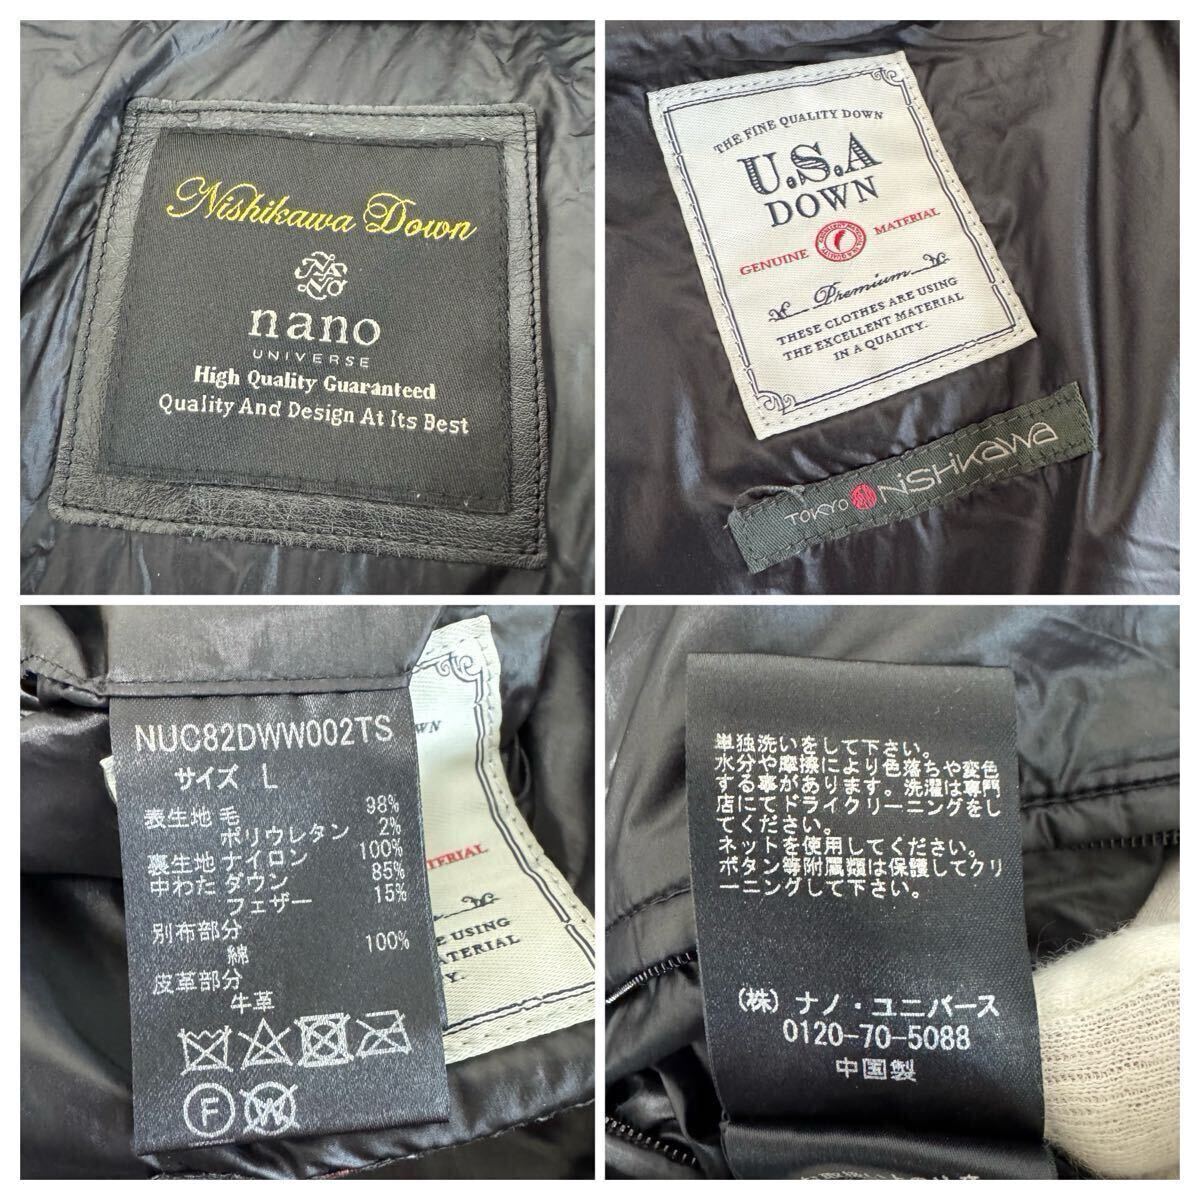 Nishikawa Down
nano
UNIVERSE
High Quality Guaranteed
Quality And Design At Its Best
THE FINE QUALITY DOWN
U.S.A
DOWN
GENUINE MATERIAL
Premium
THESE CLOTHES ARE USING
THE EXCELLENT MATERIAL
IN A QUALITY.
TOKYO NiSHiKAWA
NUC82DWW002TS
サイズ L
表生地 毛 98%
ポリウレタン 2%
裏生地 ナイロン 100%
中わた ダウン 85%
フェザー 15%
別布部分
綿 100%
皮革部分
牛革
F
W
WN
TERIAL
E USING
TERIAL
Y.
単独洗いをして下さい。
水分や摩擦により色落ちや変色
する事があります。洗濯は専門
店にてドライクリーニングをし
てください。
ネットを使用してください。
ボタン等附属類は保護してクリ
ーニングして下さい。
(株) ナノ・ユニバース
0120-70-5088
中国製